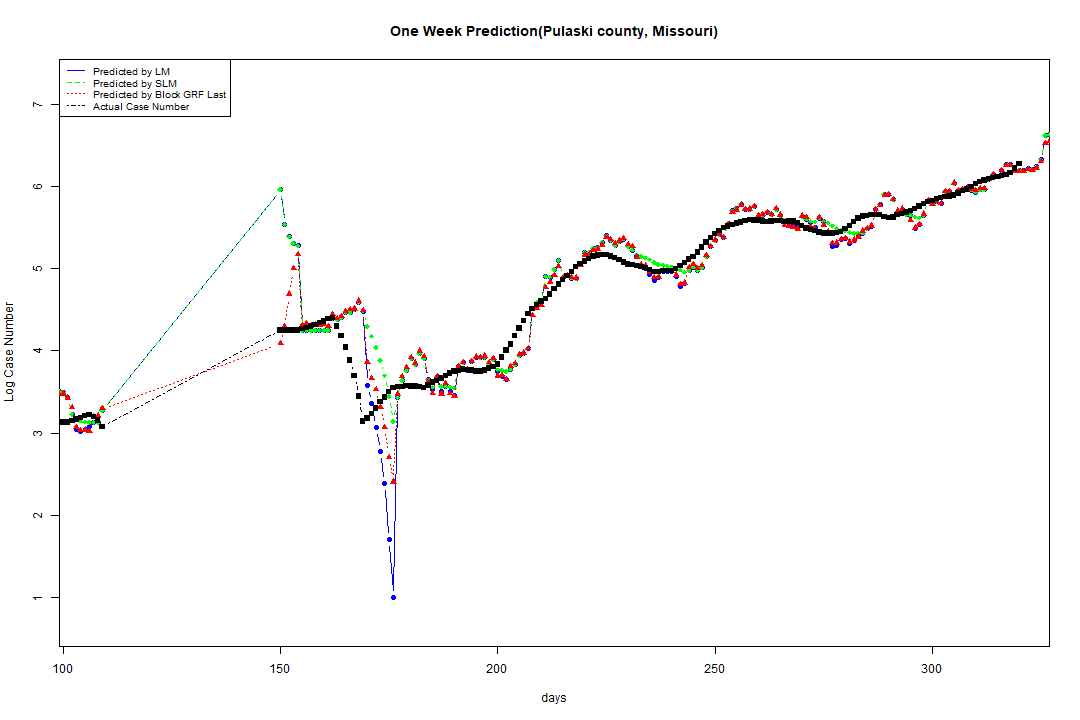 One Week Prediction(Pulaski county, Missouri)
Predicted by LM
Predicted by SLM
Predicted by Block GRF Last
Actual Case Number
7
6
5
4
3
2
1
Log Case Number
100 150 200 250 300
days